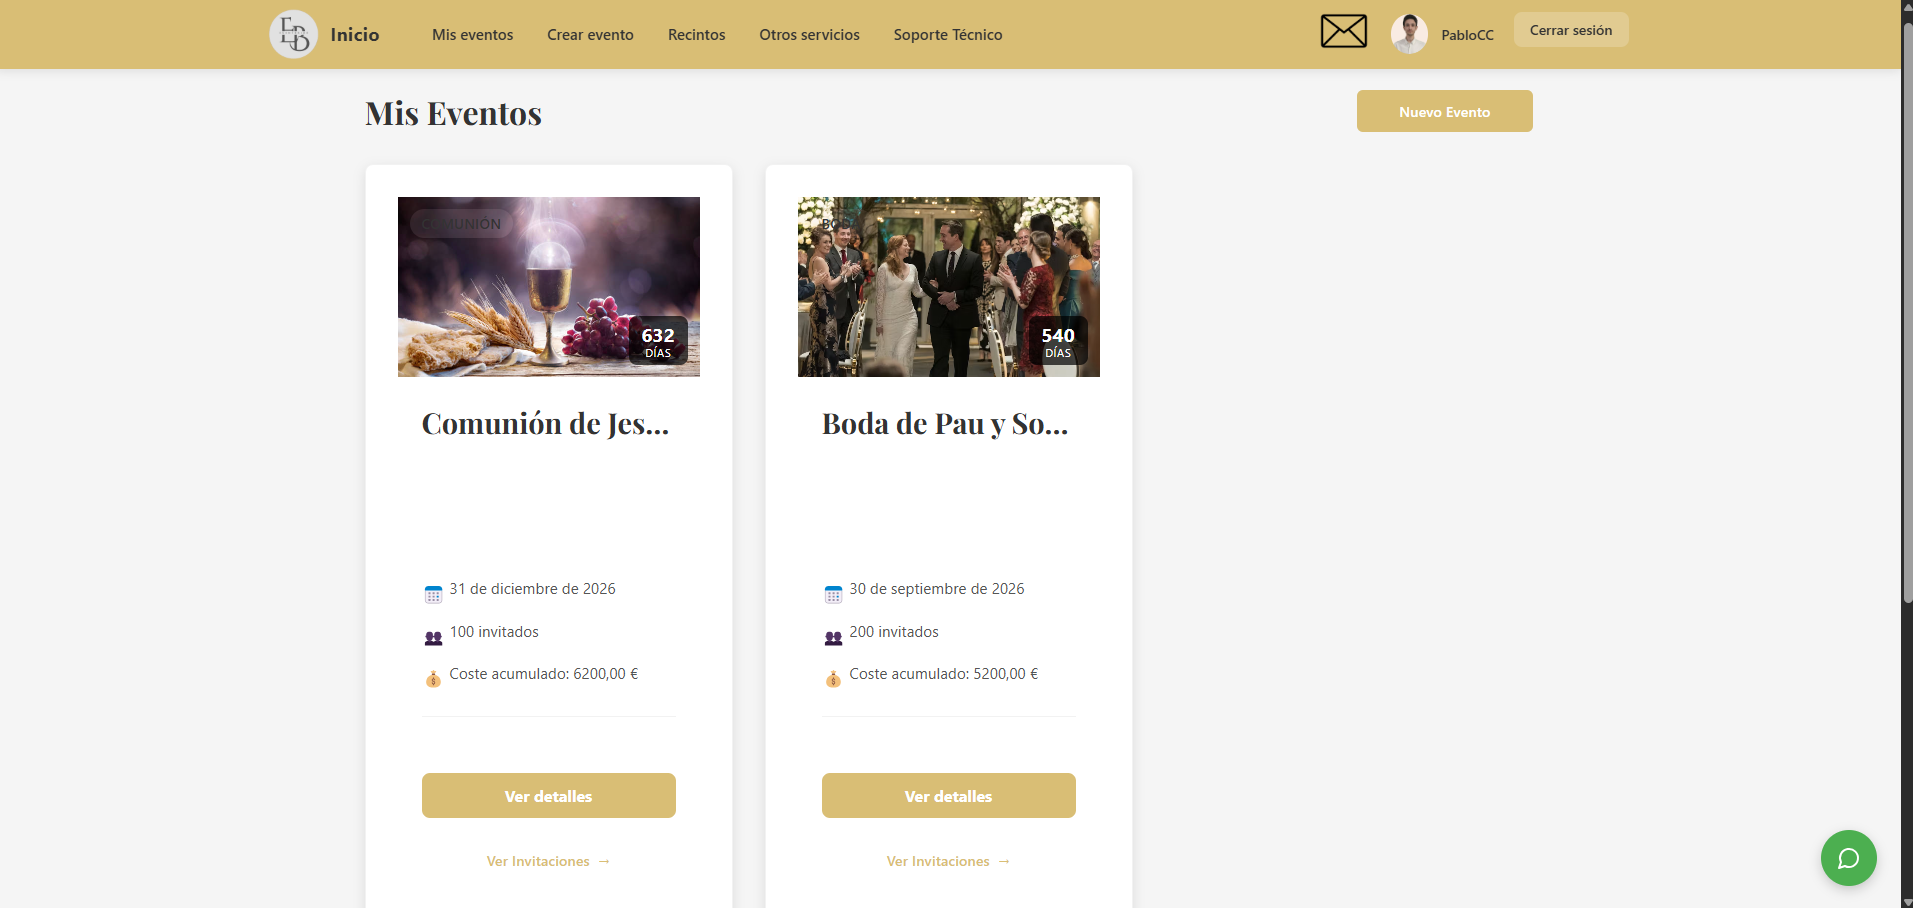 EB
Inicio
Mis eventos
Crear evento
Recintos
Otros servicios
Soporte Técnico
PabloCC
Cerrar sesión
Mis Eventos
Nuevo Evento
COMUNIÓN
632
DÍAS
Comunión de Jes...
31 de diciembre de 2026
100 invitados
Coste acumulado: 6200,00 €
Ver detalles
Ver Invitaciones →
BODA
540
DÍAS
Boda de Pau y So...
30 de septiembre de 2026
200 invitados
Coste acumulado: 5200,00 €
Ver detalles
Ver Invitaciones →